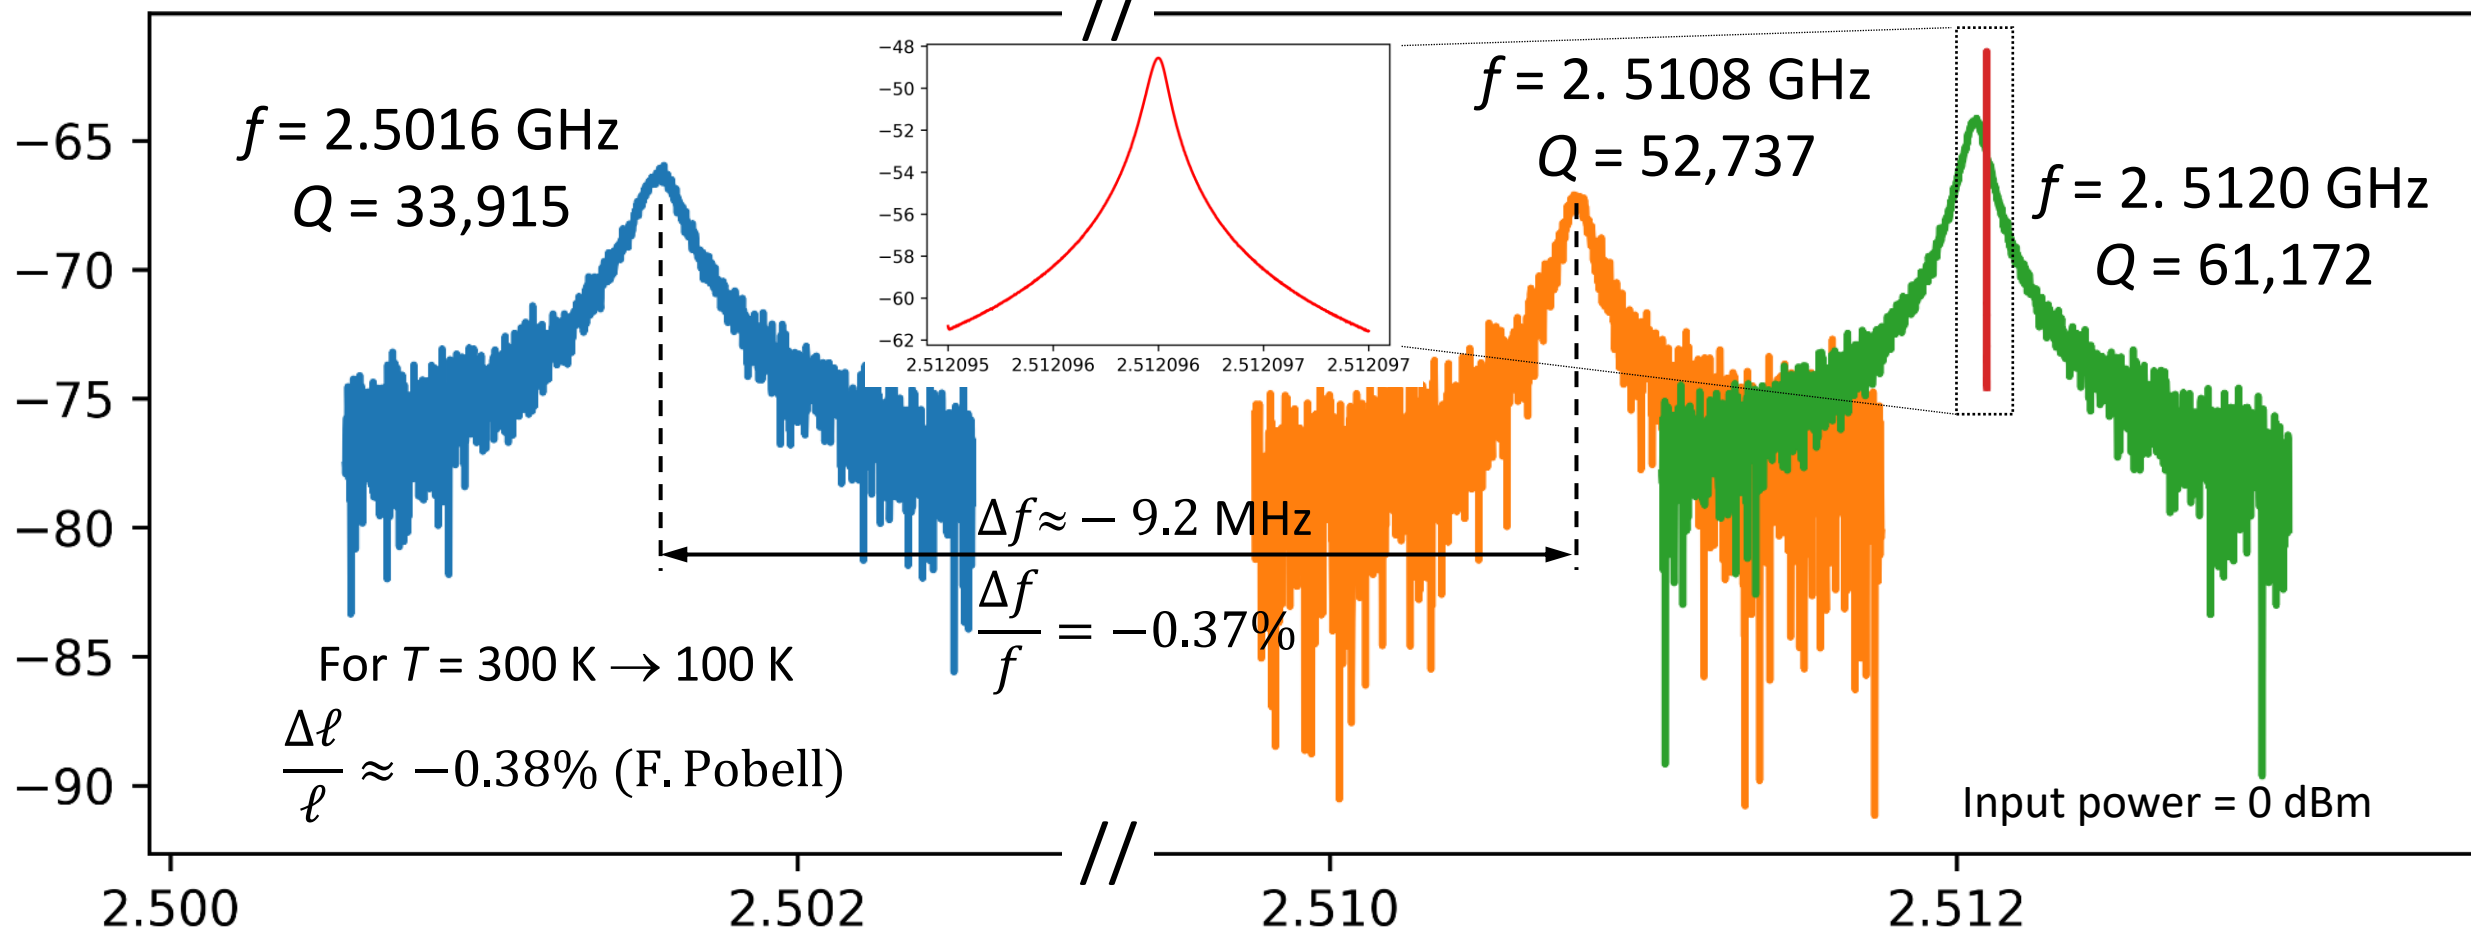 //
−48
−50
−52
−54
−56
−58
−60
−62
2.512095 2.512096 2.512096 2.512097 2.512097
f = 2.5016 GHz
Q = 33,915
f = 2. 5108 GHz
Q = 52,737
f = 2. 5120 GHz
Q = 61,172
−65
−70
−75
−80
−85
−90
Δf ≈ − 9.2 MHz
Δf/f = −0.37%
For T = 300 K → 100 K
Δℓ/ℓ ≈ −0.38% (F. Pobell)
Input power = 0 dBm
//
2.500 2.502 2.510 2.512